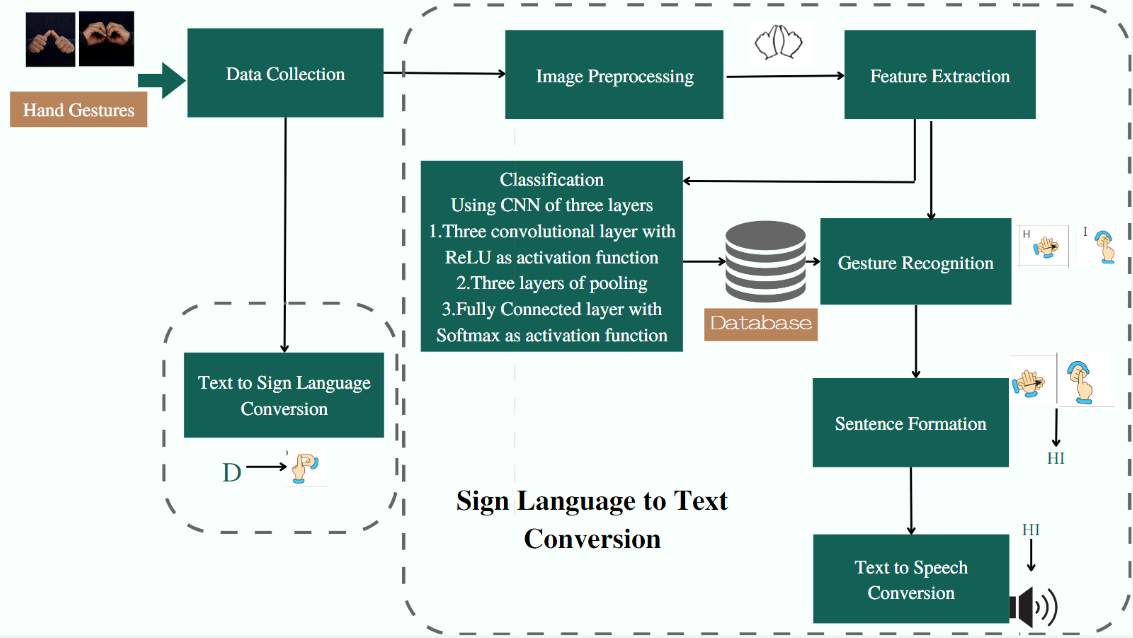 Data Collection
Image Preprocessing
Feature Extraction
Hand Gestures
Classification
Using CNN of three layers
1.Three convolutional layer with
ReLU as activation function
2.Three layers of pooling
3.Fully Connected layer with
Softmax as activation function
Database
Gesture Recognition
H
I
Text to Sign Language
Conversion
D
Sentence Formation
HI
Sign Language to Text
Conversion
HI
Text to Speech
Conversion